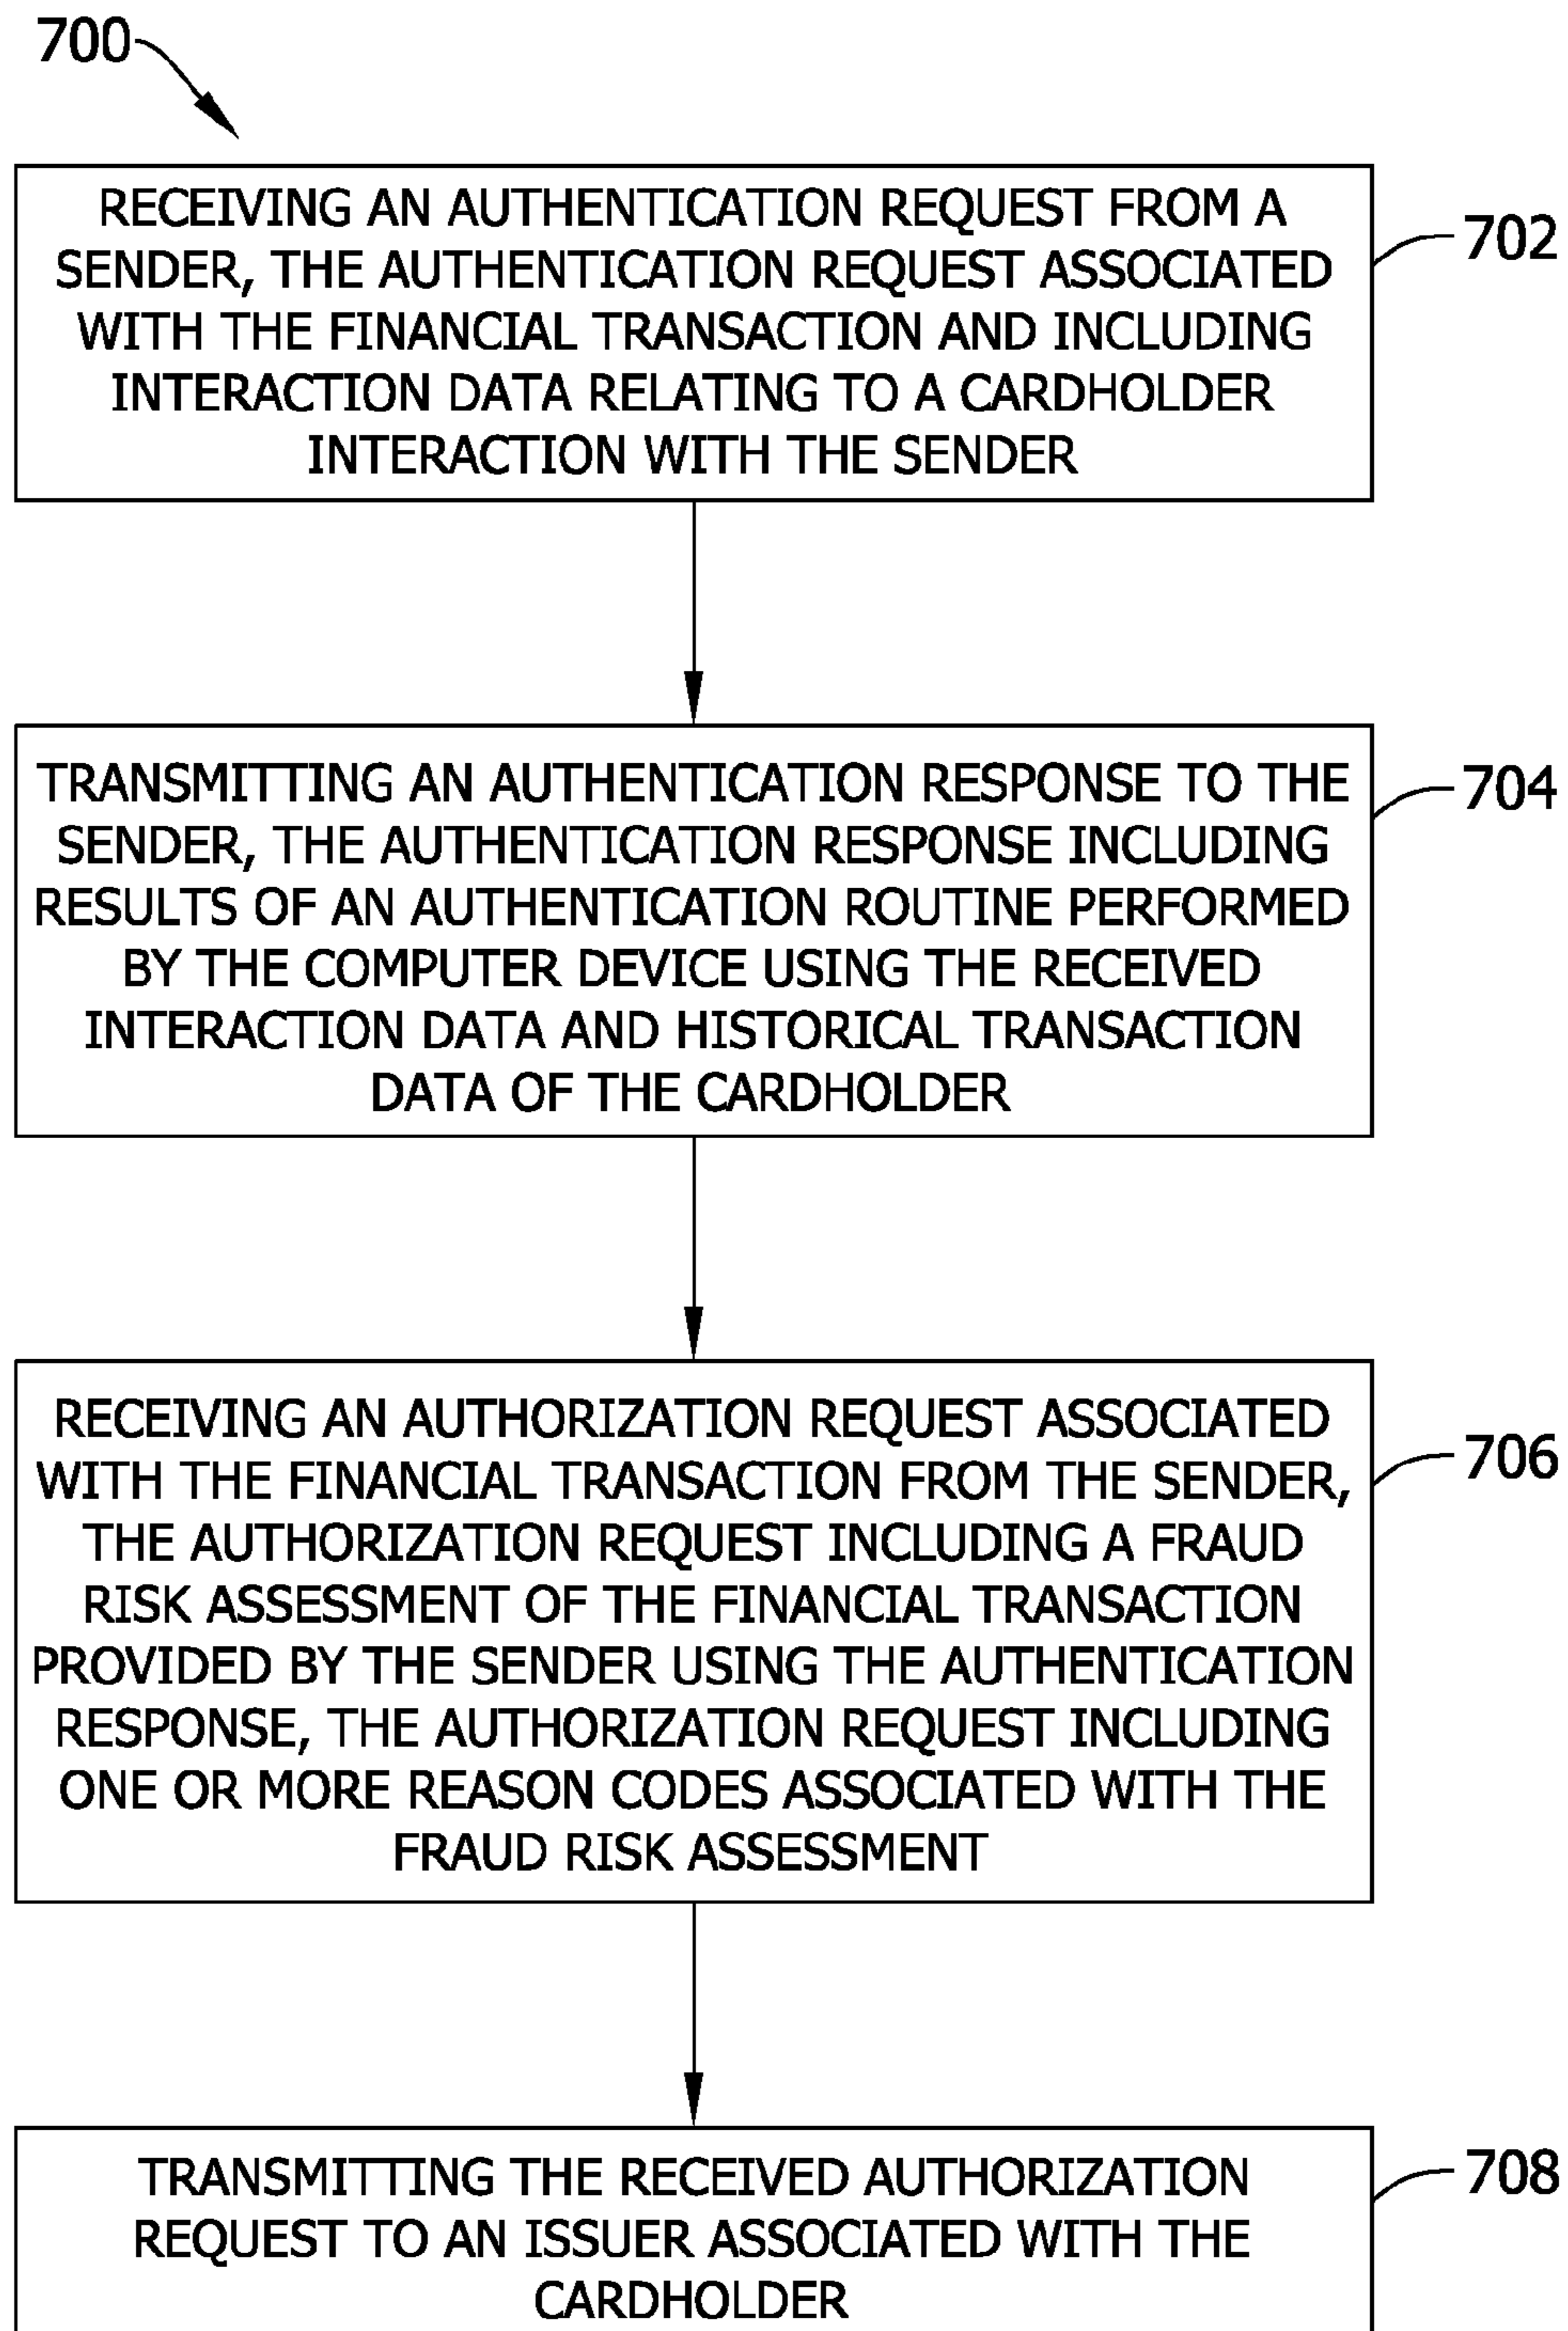 700
RECEIVING AN AUTHENTICATION REQUEST FROM A
SENDER, THE AUTHENTICATION REQUEST ASSOCIATED
WITH THE FINANCIAL TRANSACTION AND INCLUDING
INTERACTION DATA RELATING TO A CARDHOLDER
INTERACTION WITH THE SENDER
702
TRANSMITTING AN AUTHENTICATION RESPONSE TO THE
SENDER, THE AUTHENTICATION RESPONSE INCLUDING
RESULTS OF AN AUTHENTICATION ROUTINE PERFORMED
BY THE COMPUTER DEVICE USING THE RECEIVED
INTERACTION DATA AND HISTORICAL TRANSACTION
DATA OF THE CARDHOLDER
704
RECEIVING AN AUTHORIZATION REQUEST ASSOCIATED
WITH THE FINANCIAL TRANSACTION FROM THE SENDER,
THE AUTHORIZATION REQUEST INCLUDING A FRAUD
RISK ASSESSMENT OF THE FINANCIAL TRANSACTION
PROVIDED BY THE SENDER USING THE AUTHENTICATION
RESPONSE, THE AUTHORIZATION REQUEST INCLUDING
ONE OR MORE REASON CODES ASSOCIATED WITH THE
FRAUD RISK ASSESSMENT
706
TRANSMITTING THE RECEIVED AUTHORIZATION
REQUEST TO AN ISSUER ASSOCIATED WITH THE
CARDHOLDER
708